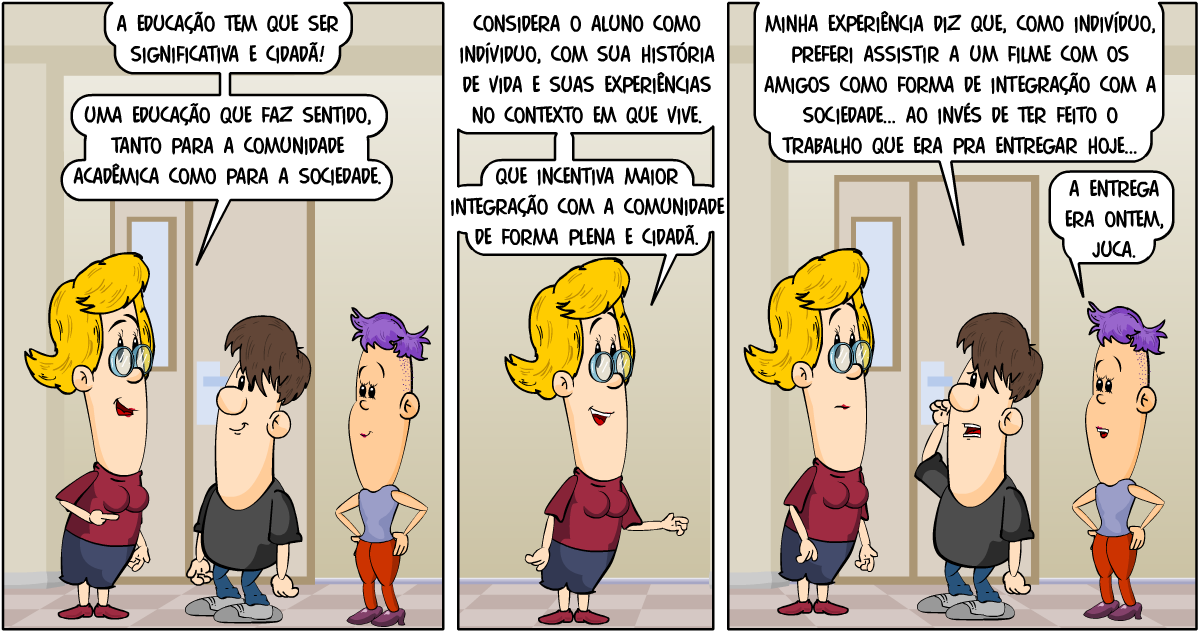 A EDUCAÇÃO TEM QUE SER
SIGNIFICATIVA E CIDADÃ!
UMA EDUCAÇÃO QUE FAZ SENTIDO,
TANTO PARA A COMUNIDADE
ACADÊMICA COMO PARA A SOCIEDADE.
CONSIDERA O ALUNO COMO
INDÍVIDUO, COM SUA HISTÓRIA
DE VIDA E SUAS EXPERIÊNCIAS
NO CONTEXTO EM QUE VIVE.
QUE INCENTIVA MAIOR
INTEGRAÇÃO COM A COMUNIDADE
DE FORMA PLENA E CIDADÃ.
MINHA EXPERIÊNCIA DIZ QUE, COMO INDIVÍDUO,
PREFERI ASSISTIR A UM FILME COM OS
AMIGOS COMO FORMA DE INTEGRAÇÃO COM A
SOCIEDADE... AO INVÉS DE TER FEITO O
TRABALHO QUE ERA PRA ENTREGAR HOJE...
A ENTREGA
ERA ONTEM,
JUCA.